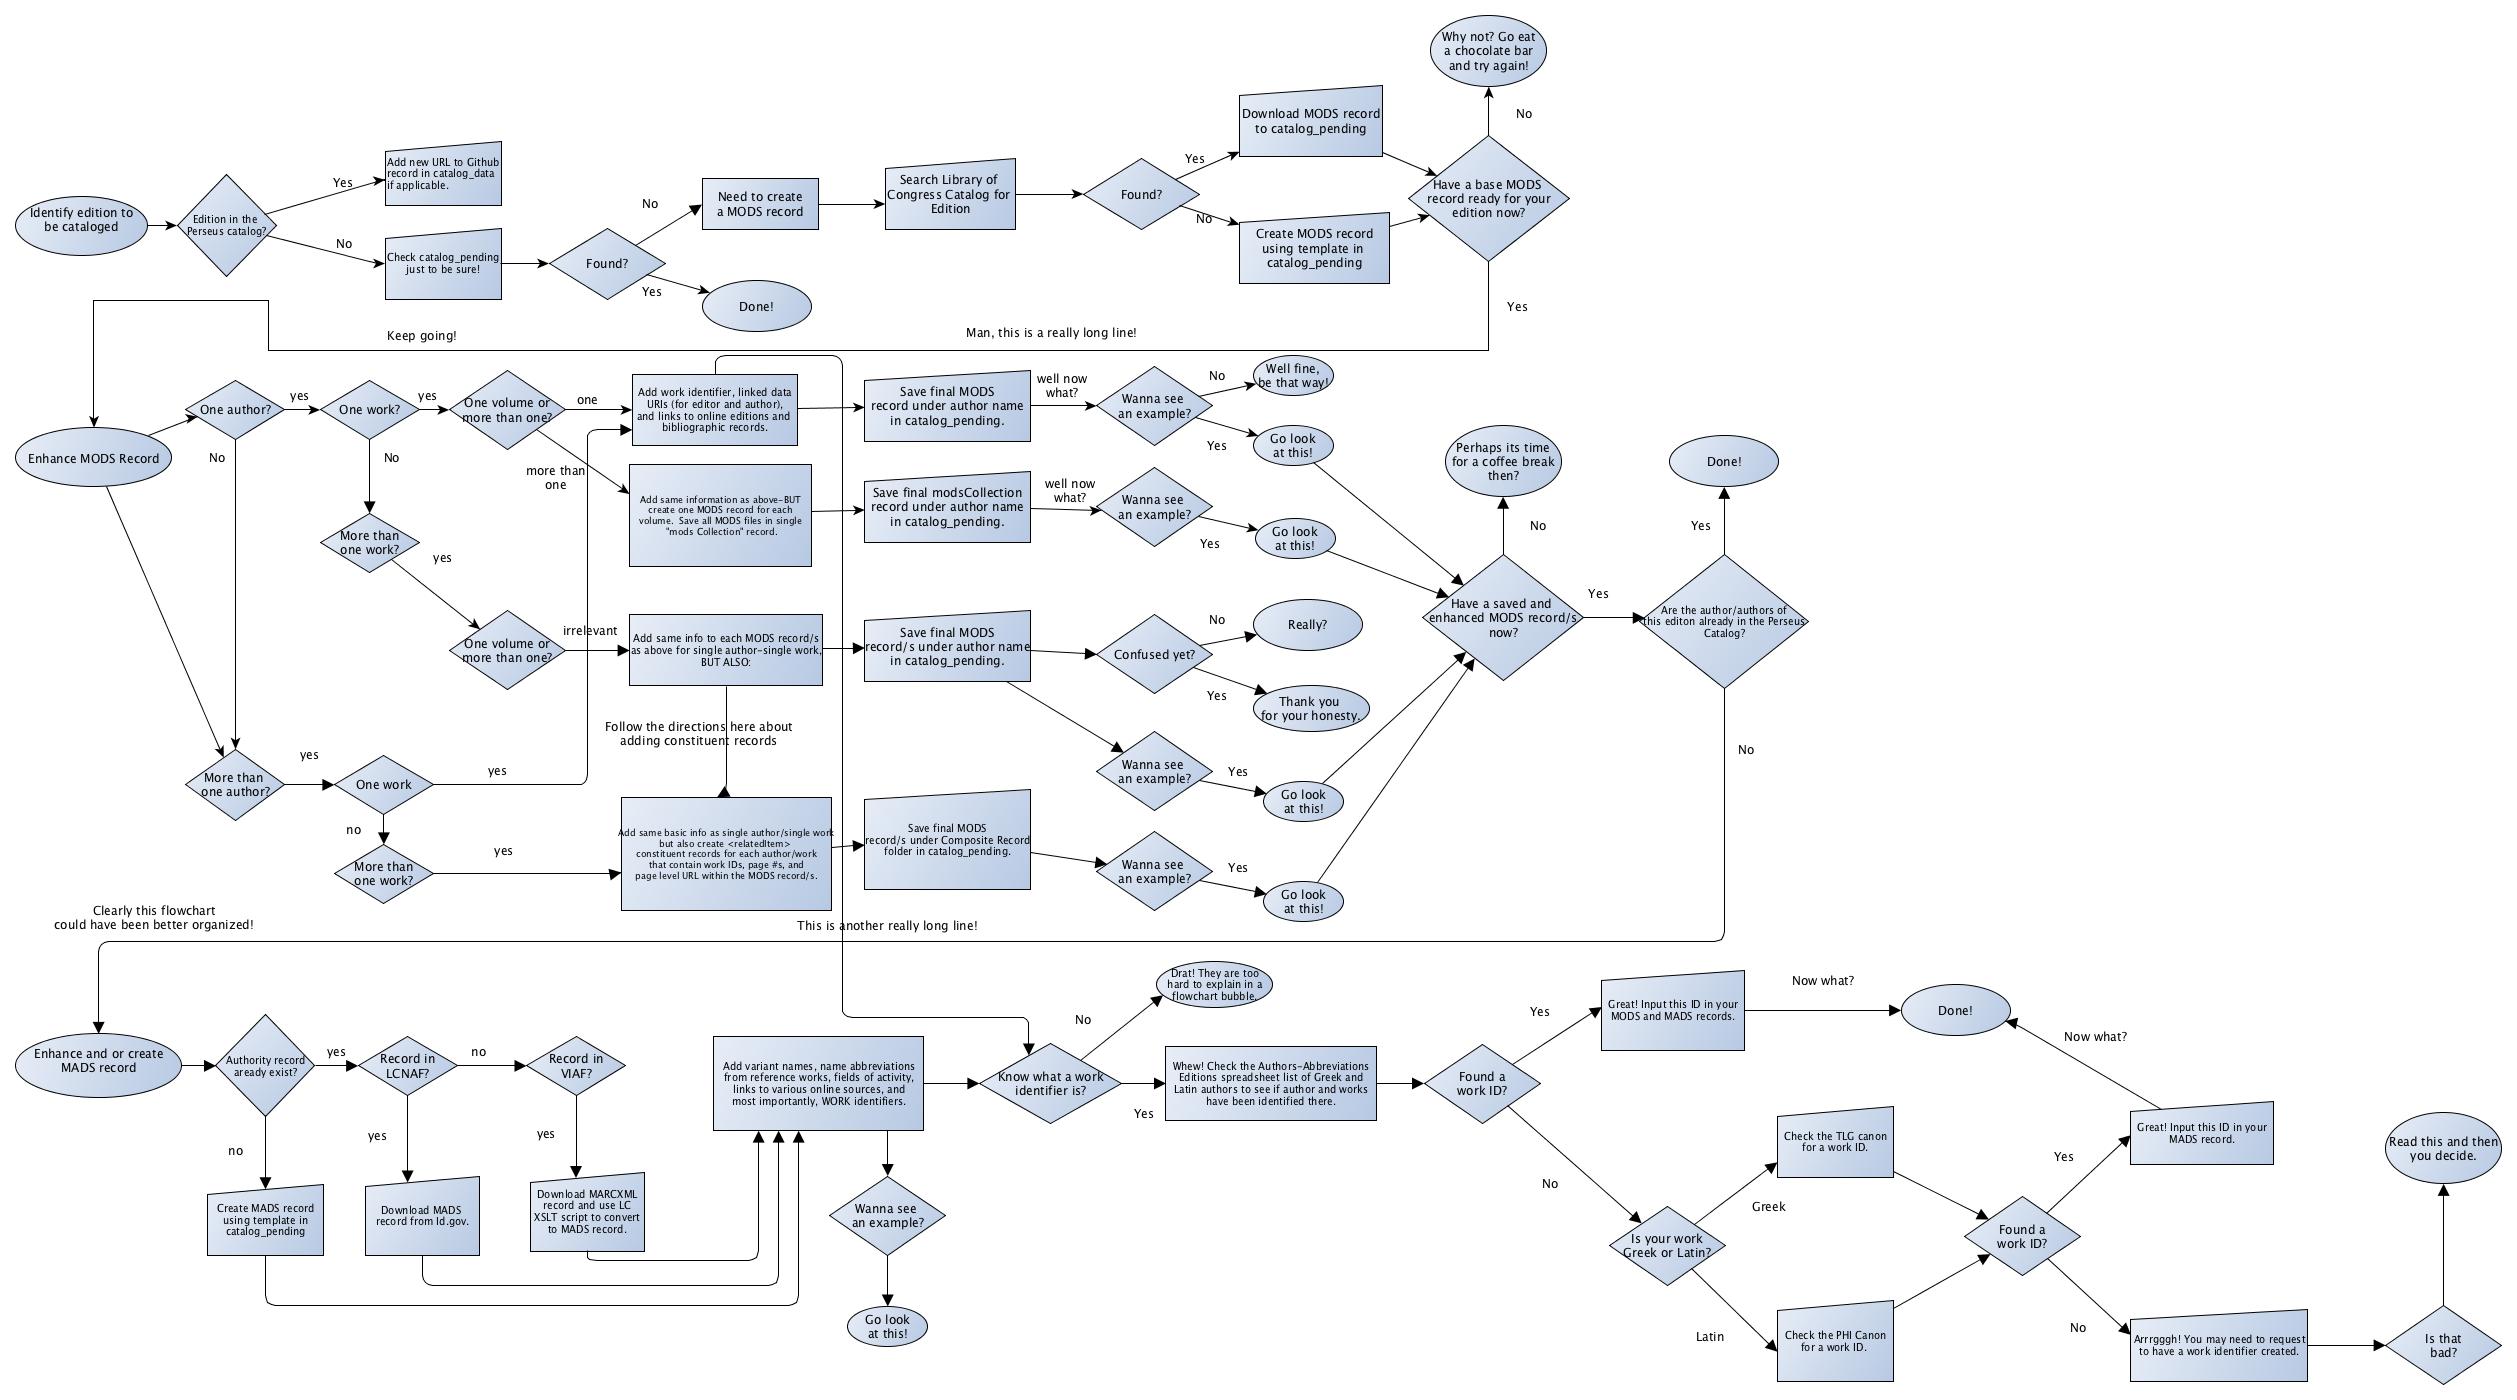 Why not? Go eat
a chocolate bar
and try again!
No
Download MODS record
to catalog_pending
Add new URL to Github
record in catalog_data
if applicable.
Yes
Identify edition to
be cataloged
Edition in the
Perseus catalog?
No
Check catalog_pending
just to be sure!
Found?
No
Yes
Need to create
a MODS record
Done!
Search Library of
Congress Catalog for
Edition
Found?
Yes
No
Create MODS record
using template in
catalog_pending
Have a base MODS
record ready for your
edition now?
Yes
Keep going!
Man, this is a really long line!
Enhance MODS Record
One author?
yes
No
One work?
yes
No
One volume or
more than one?
one
more than
one
Add work identifier, linked data
URIs (for editor and author),
and links to online editions and
bibliographic records.
Save final MODS
record under author name
in catalog_pending.
well now
what?
Wanna see
an example?
No
Well fine,
be that way!
Yes
Go look
at this!
Add same information as above-BUT
create one MODS record for each
volume. Save all MODS files in single
"mods Collection" record.
Save final modsCollection
record under author name
in catalog_pending.
well now
what?
Wanna see
an example?
Yes
Go look
at this!
More than
one work?
yes
One volume or
more than one?
irrelevant
Add same info to each MODS record/s
as above for single author-single work,
BUT ALSO:
Save final MODS
record/s under author name
in catalog_pending.
Confused yet?
No
Really?
Yes
Thank you
for your honesty.
Follow the directions here about
adding constituent records
Wanna see
an example?
Yes
Go look
at this!
More than
one author?
yes
One work
yes
no
More than
one work?
yes
Add same basic info as single author/single work
but also create <relatedItem>
constituent records for each author/work
that contain work IDs, page #s, and
page level URL within the MODS record/s.
Save final MODS
record/s under Composite Record
folder in catalog_pending.
Wanna see
an example?
Yes
Go look
at this!
Perhaps its time
for a coffee break
then?
No
Have a saved and
enhanced MODS record/s
now?
Yes
Done!
Yes
Are the author/authors of
this editon already in the Perseus
Catalog?
No
Clearly this flowchart
could have been better organized!
This is another really long line!
Enhance and or create
MADS record
Authority record
aready exist?
yes
no
Record in
LCNAF?
no
yes
Record in
VIAF?
yes
Create MADS record
using template in
catalog_pending
Download MADS
record from Id.gov.
Download MARCXML
record and use LC
XSLT script to convert
to MADS record.
Add variant names, name abbreviations
from reference works, fields of activity,
links to various online sources, and
most importantly, WORK identifiers.
Wanna see
an example?
Go look
at this!
Know what a work
identifier is?
No
Drat! They are too
hard to explain in a
flowchart bubble.
Yes
Whew! Check the Authors-Abbreviations
Editions spreadsheet list of Greek and
Latin authors to see if author and works
have been identified there.
Found a
work ID?
Yes
Great! Input this ID in your
MODS and MADS records.
Now what?
Done!
No
Is your work
Greek or Latin?
Greek
Check the TLG canon
for a work ID.
Latin
Check the PHI Canon
for a work ID.
Found a
work ID?
Yes
Great! Input this ID in your
MADS record.
Now what?
No
Arrrgggh! You may need to request
to have a work identifier created.
Is that
bad?
Read this and then
you decide.